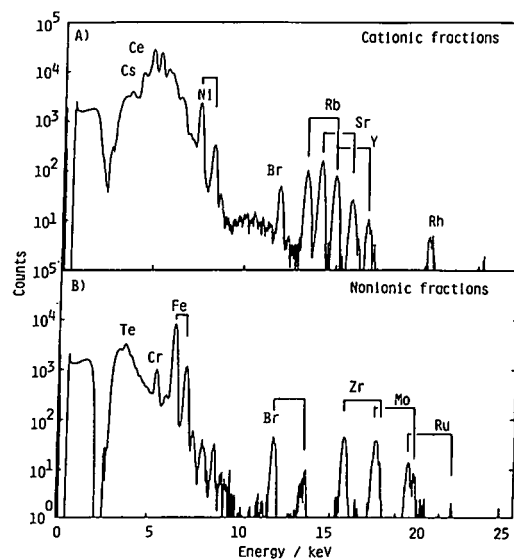 10^5
A)
Cationic fractions
Ce
10^4
Cs
Ni
10^3
Rb
Sr
Y
10^2
Br
10^1
Rh
10^5
Counts
B)
Nonionic fractions
10^4
Fe
Te
Cr
10^3
Zr
Mo
10^2
Br
Ru
10^1
10^0
0 5 10 15 20 25
Energy / keV